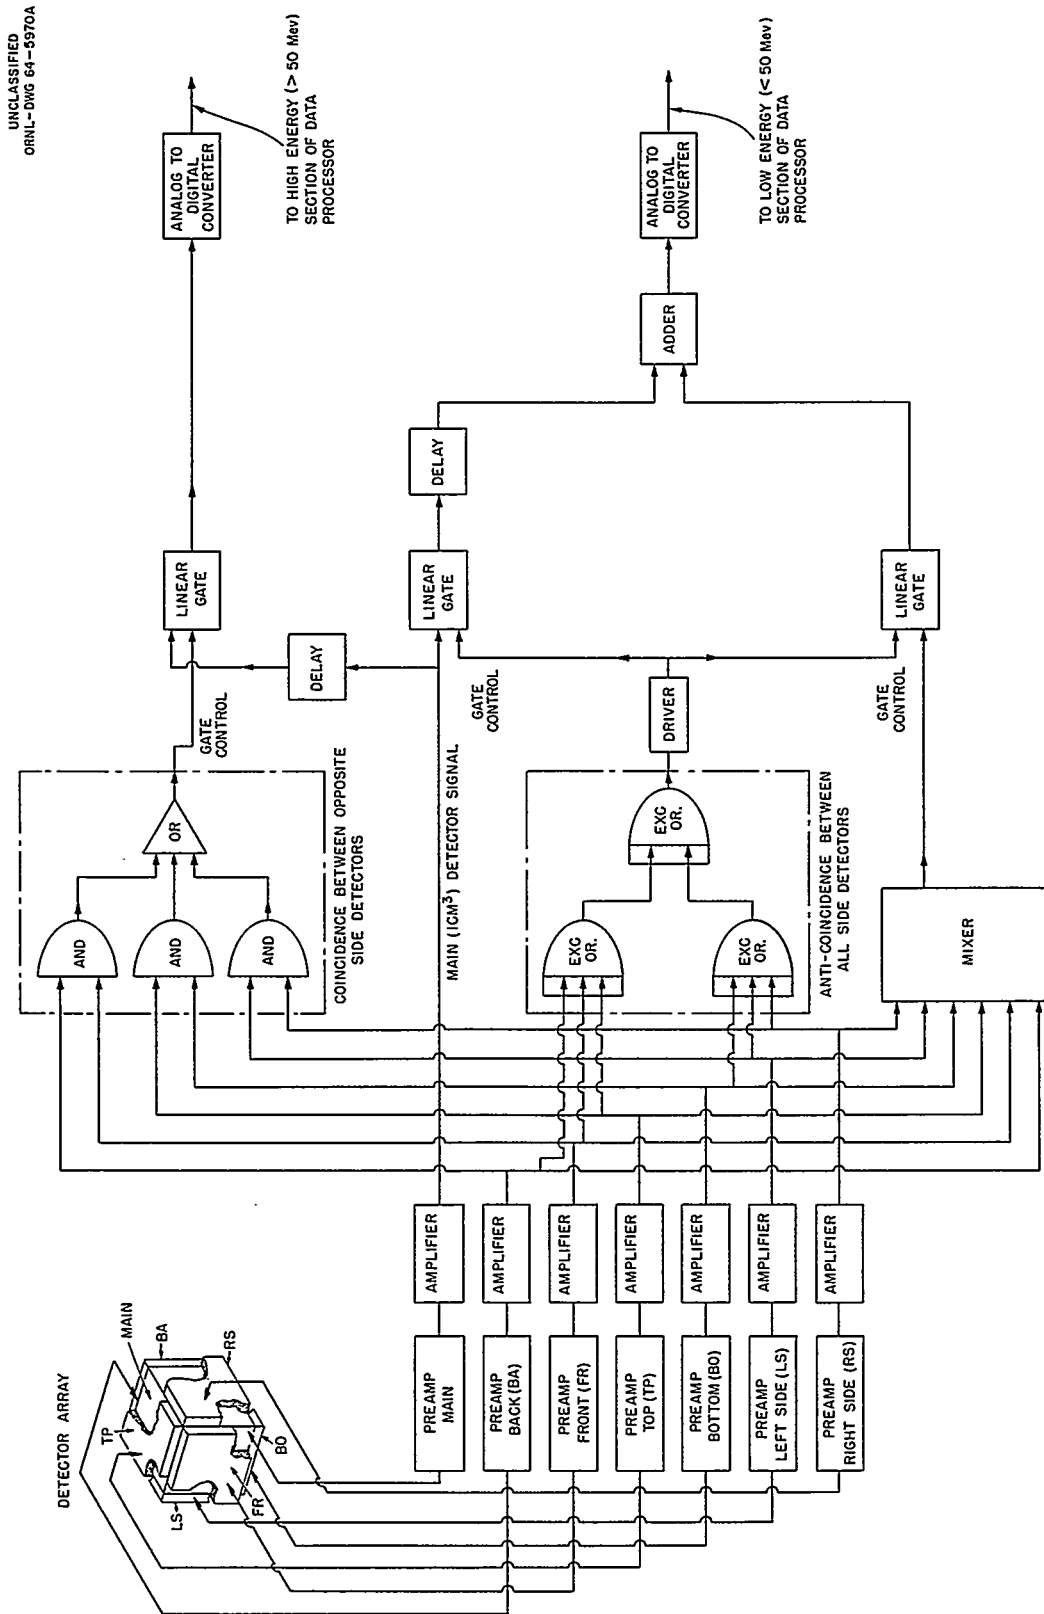 UNCLASSIFIED
ORNL-DWG 64-5970A
DETECTOR ARRAY
MAIN
TP
BA
LS
RS
FR
BO
PREAMP
MAIN
AMPLIFIER
PREAMP
BACK (BA)
AMPLIFIER
PREAMP
FRONT (FR)
AMPLIFIER
PREAMP
TOP (TP)
AMPLIFIER
PREAMP
BOTTOM (BO)
AMPLIFIER
PREAMP
LEFT SIDE (LS)
AMPLIFIER
PREAMP
RIGHT SIDE (RS)
AMPLIFIER
AND
AND
AND
OR
COINCIDENCE BETWEEN OPPOSITE
SIDE DETECTORS
GATE
CONTROL
LINEAR
GATE
DELAY
ANALOG TO
DIGITAL
CONVERTER
TO HIGH ENERGY (> 50 Mev)
SECTION OF DATA
PROCESSOR
MAIN (1CM³) DETECTOR SIGNAL
LINEAR
GATE
DELAY
GATE
CONTROL
EXC
OR.
EXC
OR.
EXC
OR.
DRIVER
ANTI-COINCIDENCE BETWEEN
ALL SIDE DETECTORS
GATE
CONTROL
MIXER
LINEAR
GATE
ADDER
ANALOG TO
DIGITAL
CONVERTER
TO LOW ENERGY (< 50 Mev)
SECTION OF DATA
PROCESSOR